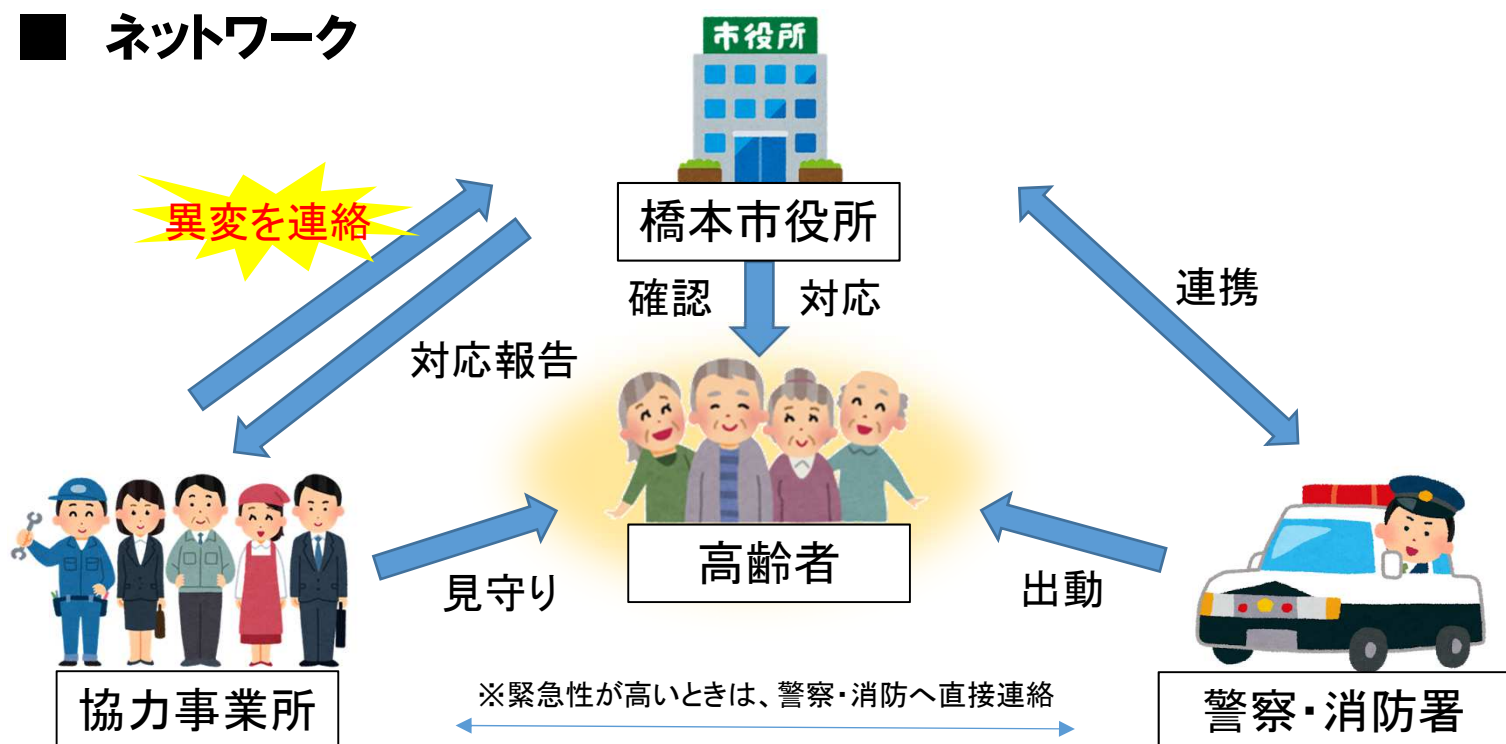 ■ ネットワーク
市役所
橋本市役所
異変を連絡
確認 対応
連携
対応報告
高齢者
見守り
出動
※緊急性が高いときは、警察・消防へ直接連絡
協力事業所
警察・消防署